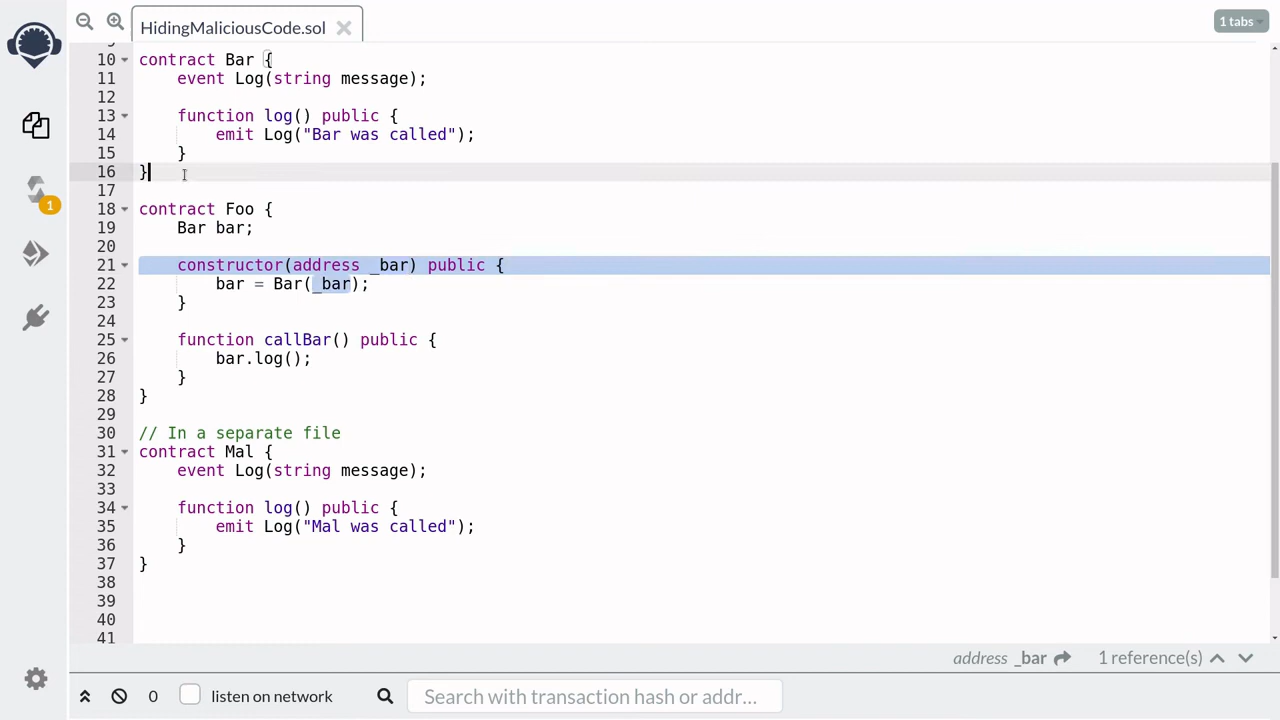 HidingMaliciousCode.sol
1 tabs
10 contract Bar {
11 event Log(string message);
12
13 function log() public {
14 emit Log("Bar was called");
15 }
16 }
17
18 contract Foo {
19 Bar bar;
20
21 constructor(address _bar) public {
22 bar = Bar(_bar);
23 }
24
25 function callBar() public {
26 bar.log();
27 }
28 }
29
30 // In a separate file
31 contract Mal {
32 event Log(string message);
33
34 function log() public {
35 emit Log("Mal was called");
36 }
37 }
38
39
40
41
1
address _bar 1 reference(s)
0 listen on network Search with transaction hash or addr...